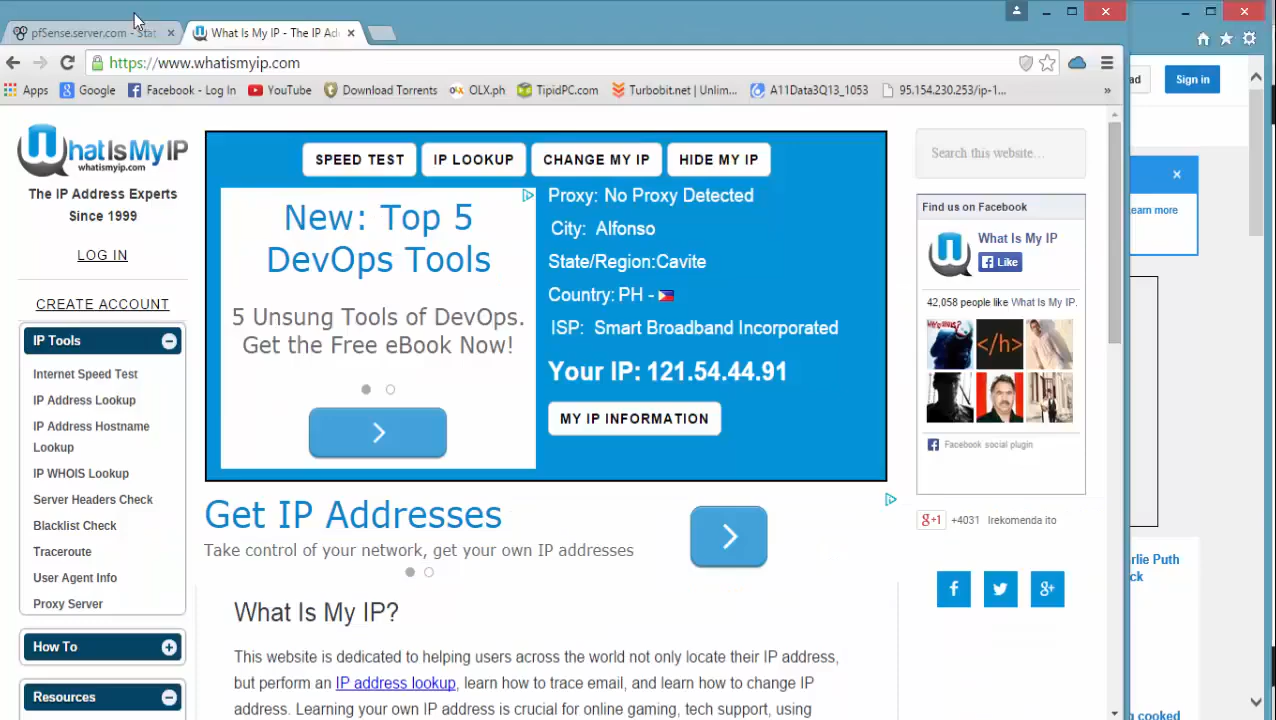 pfSense.server.com - Stat
What Is My IP - The IP Ad
https://www.whatismyip.com
Apps
Google
Facebook - Log In
YouTube
Download Torrents
OLX.ph
TipidPC.com
Turbobit.net | Unlim...
A11Data3Q13_1053
95.154.230.253/ip-1...
»
ad
Sign in
WhatIsMyIP
whatismyip.com
The IP Address Experts
Since 1999
LOG IN
CREATE ACCOUNT
IP Tools
Internet Speed Test
IP Address Lookup
IP Address Hostname
Lookup
IP WHOIS Lookup
Server Headers Check
Blacklist Check
Traceroute
User Agent Info
Proxy Server
How To
Resources
SPEED TEST
IP LOOKUP
CHANGE MY IP
HIDE MY IP
New: Top 5
DevOps Tools
5 Unsung Tools of DevOps.
Get the Free eBook Now!
Proxy: No Proxy Detected
City: Alfonso
State/Region:Cavite
Country: PH -
ISP: Smart Broadband Incorporated
Your IP: 121.54.44.91
MY IP INFORMATION
Get IP Addresses
Take control of your network, get your own IP addresses
What Is My IP?
This website is dedicated to helping users across the world not only locate their IP address,
but perform an IP address lookup, learn how to trace email, and learn how to change IP
address. Learning your own IP address is crucial for online gaming, tech support, using
Search this website...
Find us on Facebook
What Is My IP
Like
42,058 people like What Is My IP.
</>
Facebook social plugin
g+1 +4031 Irekomenda ito
earn more
rlie Puth
ck
n cooked